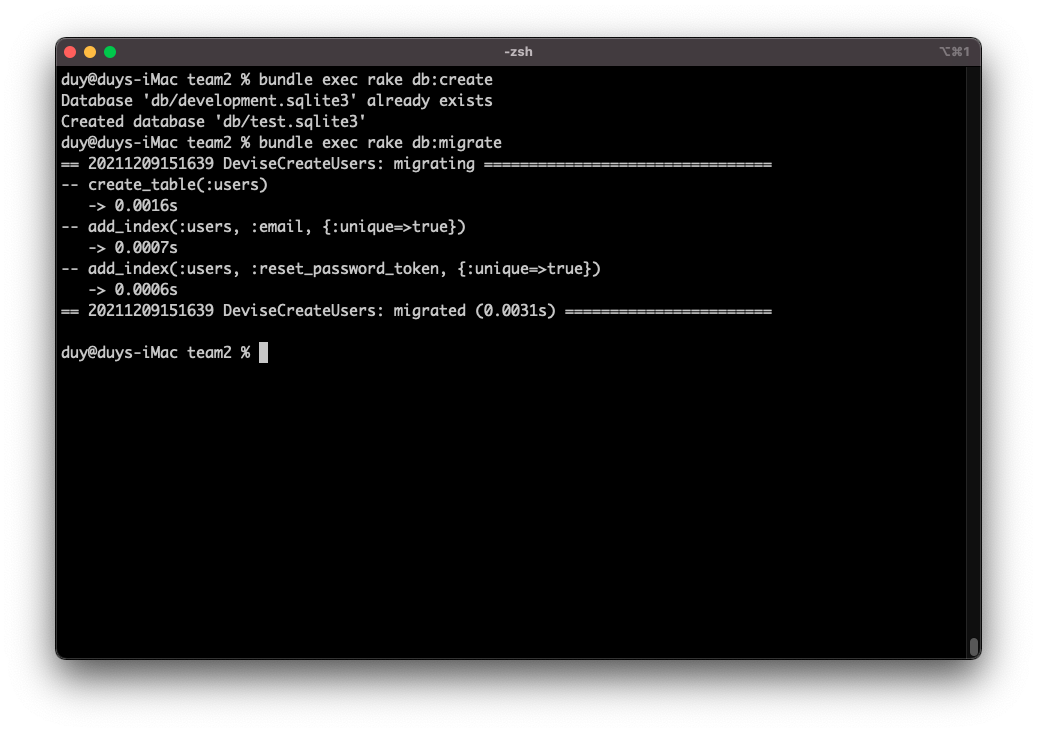 -zsh
⌥⌘1
duy@duys-iMac team2 % bundle exec rake db:create
Database 'db/development.sqlite3' already exists
Created database 'db/test.sqlite3'
duy@duys-iMac team2 % bundle exec rake db:migrate
== 20211209151639 DeviseCreateUsers: migrating ================================
-- create_table(:users)
   -> 0.0016s
-- add_index(:users, :email, {:unique=>true})
   -> 0.0007s
-- add_index(:users, :reset_password_token, {:unique=>true})
   -> 0.0006s
== 20211209151639 DeviseCreateUsers: migrated (0.0031s) =======================
duy@duys-iMac team2 %